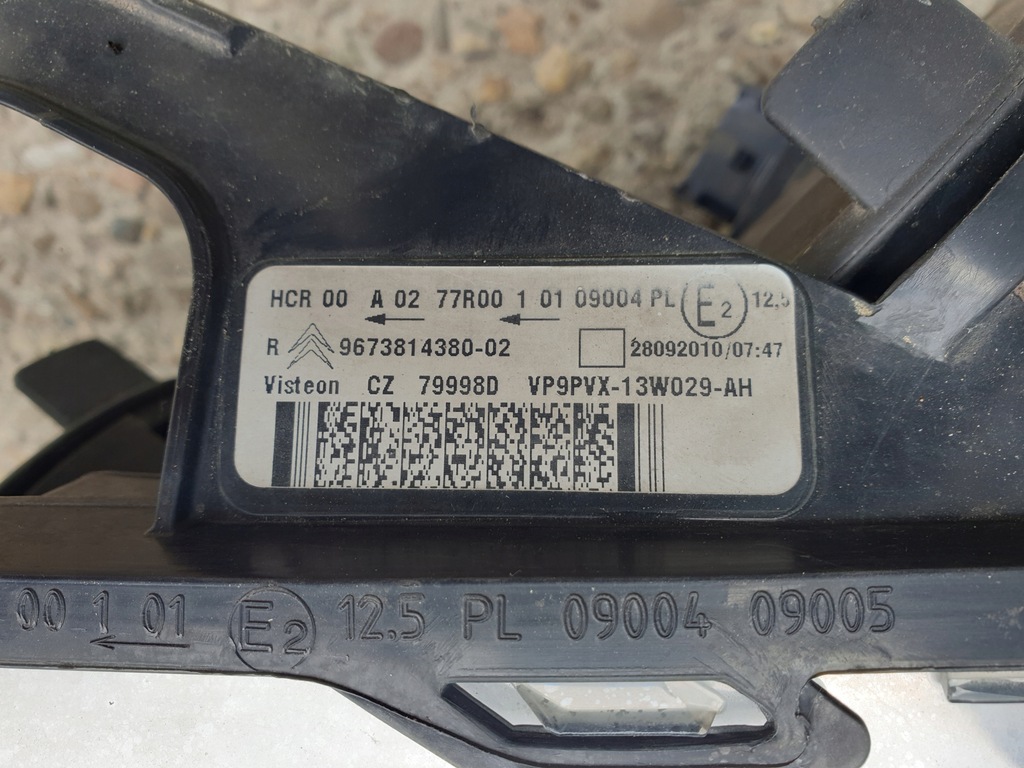 HCR 00 A 02 77R00 1 01 09004 PL E2 12.5
R 9673814380-02 28092010/07:47
Visteon CZ 79998D VP9PVX-13W029-AH
00 1 01 E2 12.5 PL 09004 09005